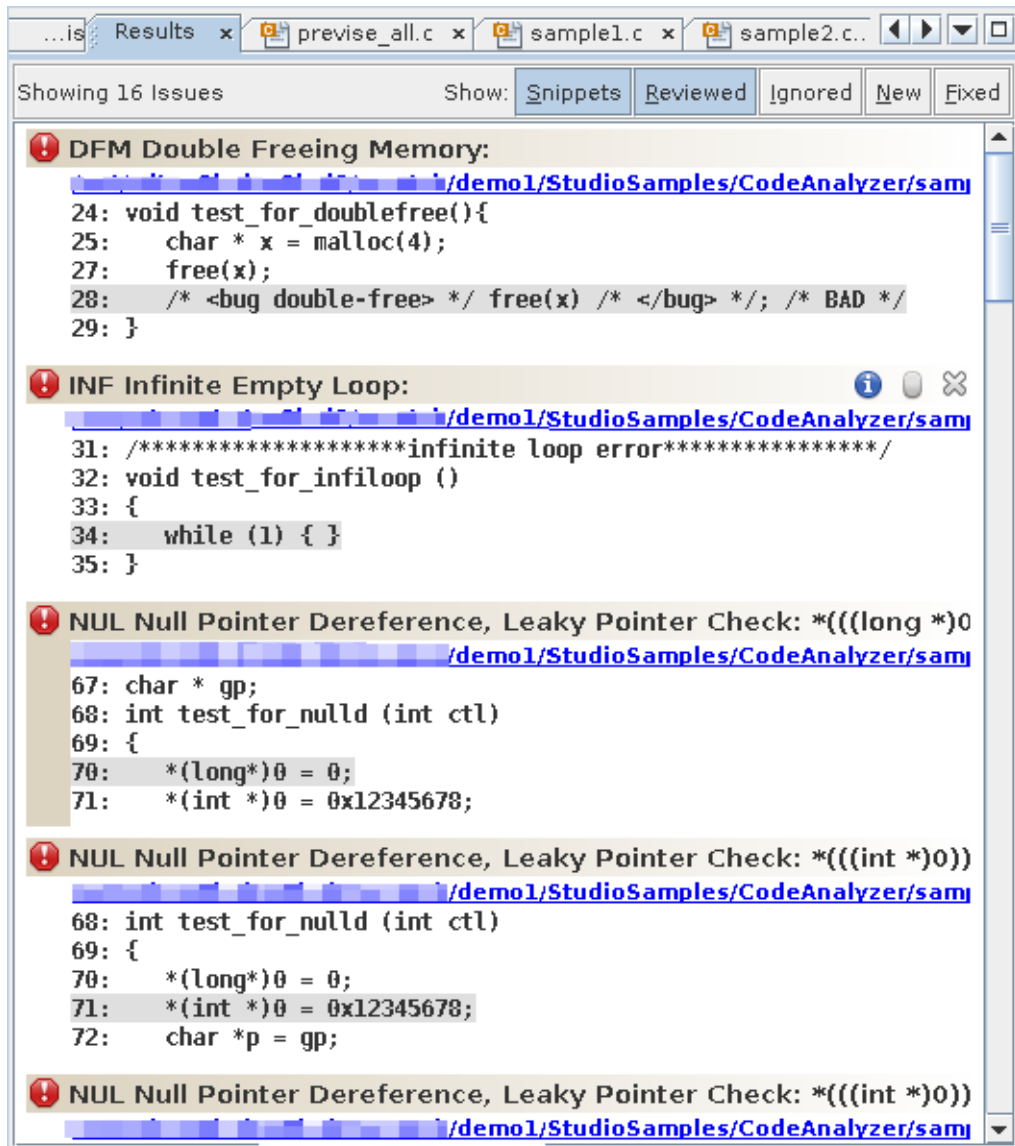 ...is Results x previse_all.c x sample1.c x sample2.c..
Showing 16 Issues Show: Snippets Reviewed Ignored New Fixed
DFM Double Freeing Memory:
/demo1/StudioSamples/CodeAnalyzer/samp
24: void test_for_doublefree(){
25:    char * x = malloc(4);
27:    free(x);
28:    /* <bug double-free> */ free(x) /* </bug> */; /* BAD */
29: }
INF Infinite Empty Loop:
/demo1/StudioSamples/CodeAnalyzer/samp
31: /********************infinite loop error****************/
32: void test_for_infiloop ()
33: {
34:    while (1) { }
35: }
NUL Null Pointer Dereference, Leaky Pointer Check: *(((long *)0
/demo1/StudioSamples/CodeAnalyzer/samp
67: char * gp;
68: int test_for_nulld (int ctl)
69: {
70:    *(long*)0 = 0;
71:    *(int *)0 = 0x12345678;
NUL Null Pointer Dereference, Leaky Pointer Check: *(((int *)0))
/demo1/StudioSamples/CodeAnalyzer/samp
68: int test_for_nulld (int ctl)
69: {
70:    *(long*)0 = 0;
71:    *(int *)0 = 0x12345678;
72:    char *p = gp;
NUL Null Pointer Dereference, Leaky Pointer Check: *(((int *)0))
/demo1/StudioSamples/CodeAnalyzer/samp